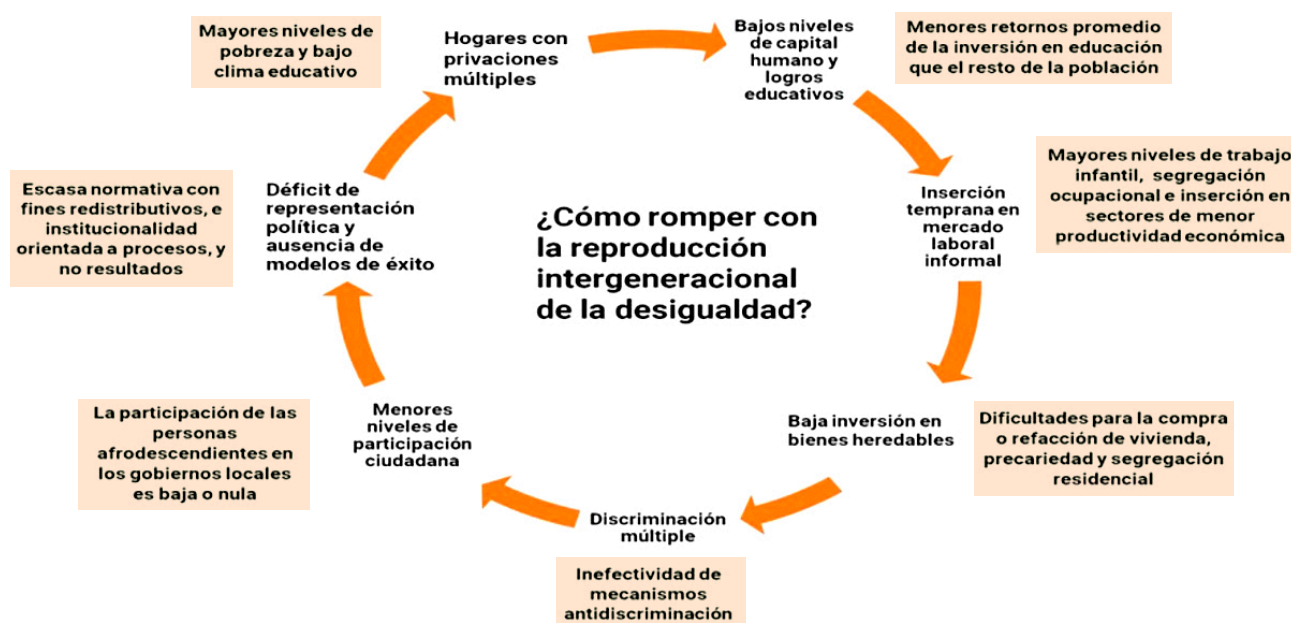 Mayores niveles de
pobreza y bajo
clima educativo
Hogares con
privaciones
múltiples
Bajos niveles
de capital
humano y
logros
educativos
Menores retornos promedio
de la inversión en educación
que el resto de la población
Inserción
temprana en
mercado
laboral
informal
Mayores niveles de trabajo
infantil, segregación
ocupacional e inserción en
sectores de menor
productividad económica
Baja inversión en
bienes heredables
Dificultades para la compra
o refacción de vivienda,
precariedad y segregación
residencial
Discriminación
múltiple
Inefectividad de
mecanismos
antidiscriminación
Menores
niveles de
participación
ciudadana
La participación de las
personas
afrodescendientes en
los gobiernos locales
es baja o nula
Déficit de
representación
política y
ausencia de
modelos de éxito
Escasa normativa con
fines redistributivos, e
institucionalidad
orientada a procesos, y
no resultados
¿Cómo romper con
la reproducción
intergeneracional
de la desigualdad?